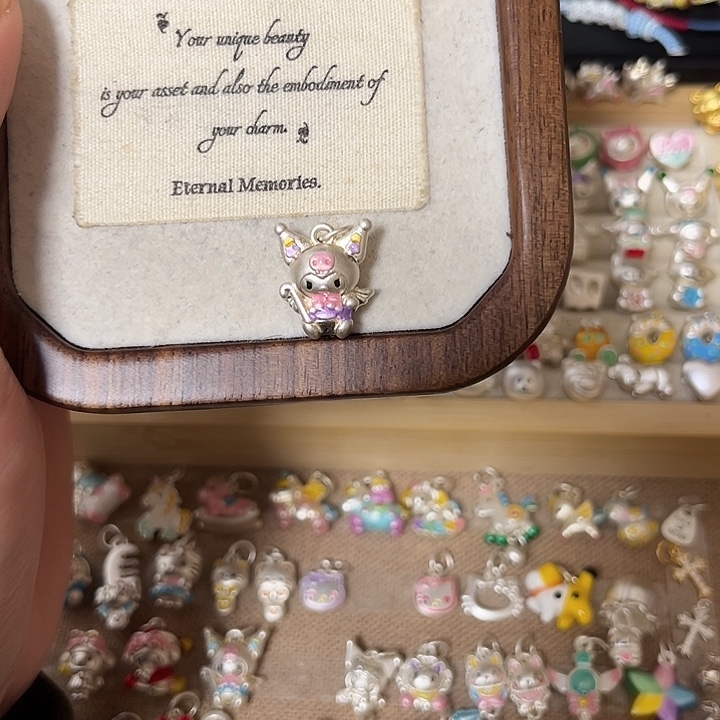 Your unique beauty
is your asset and also the embodiment of
your charm.
Eternal Memories.